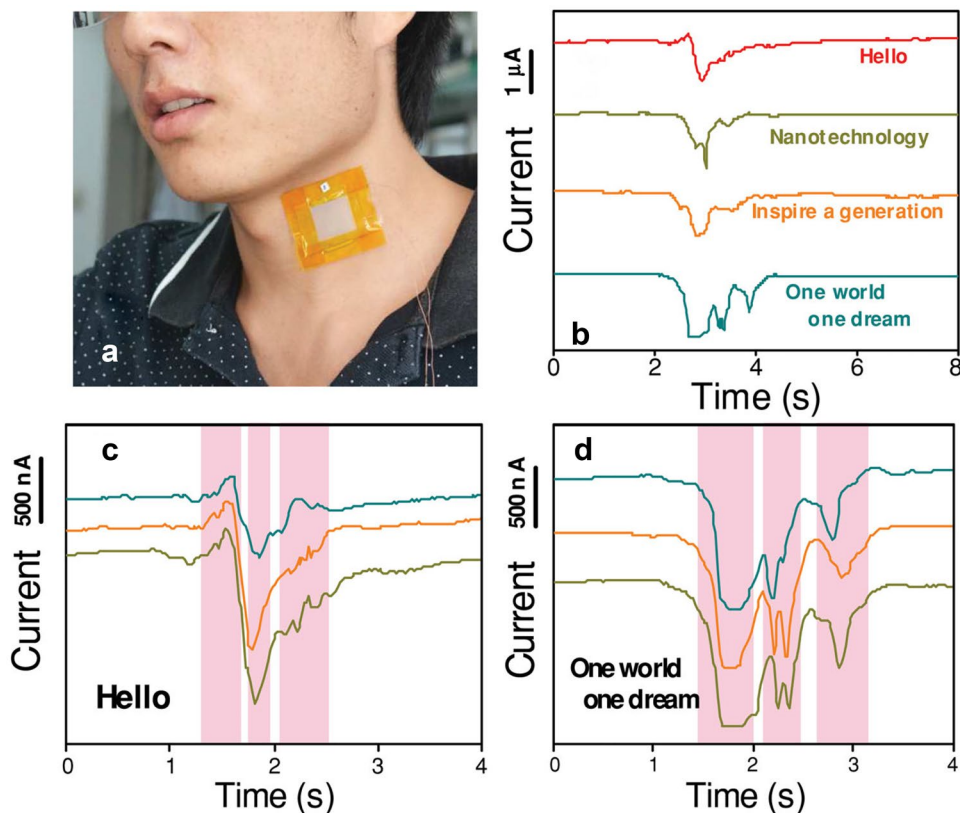 a
b
1 µA
Current
Hello
Nanotechnology
Inspire a generation
One world
one dream
0 2 4 6 8
Time (s)
c
500 nA
Current
Hello
0 1 2 3 4
Time (s)
d
500 nA
Current
One world
one dream
0 1 2 3 4
Time (s)